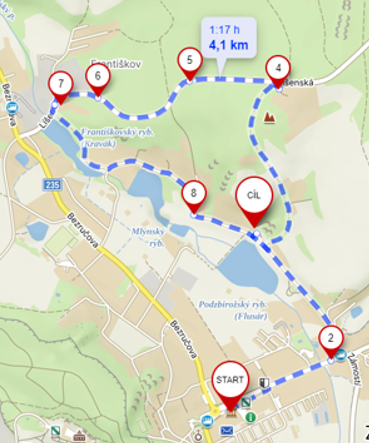 1:17 h
4,1 km
5
4
Františkov
6
7
Františkovský ryb.
(Kravák)
235
8
CÍL
Bezručova
Mlýnský
ryb.
Podzbirožský ryb.
(Flusár)
Bezručova
2
START
Zámostí